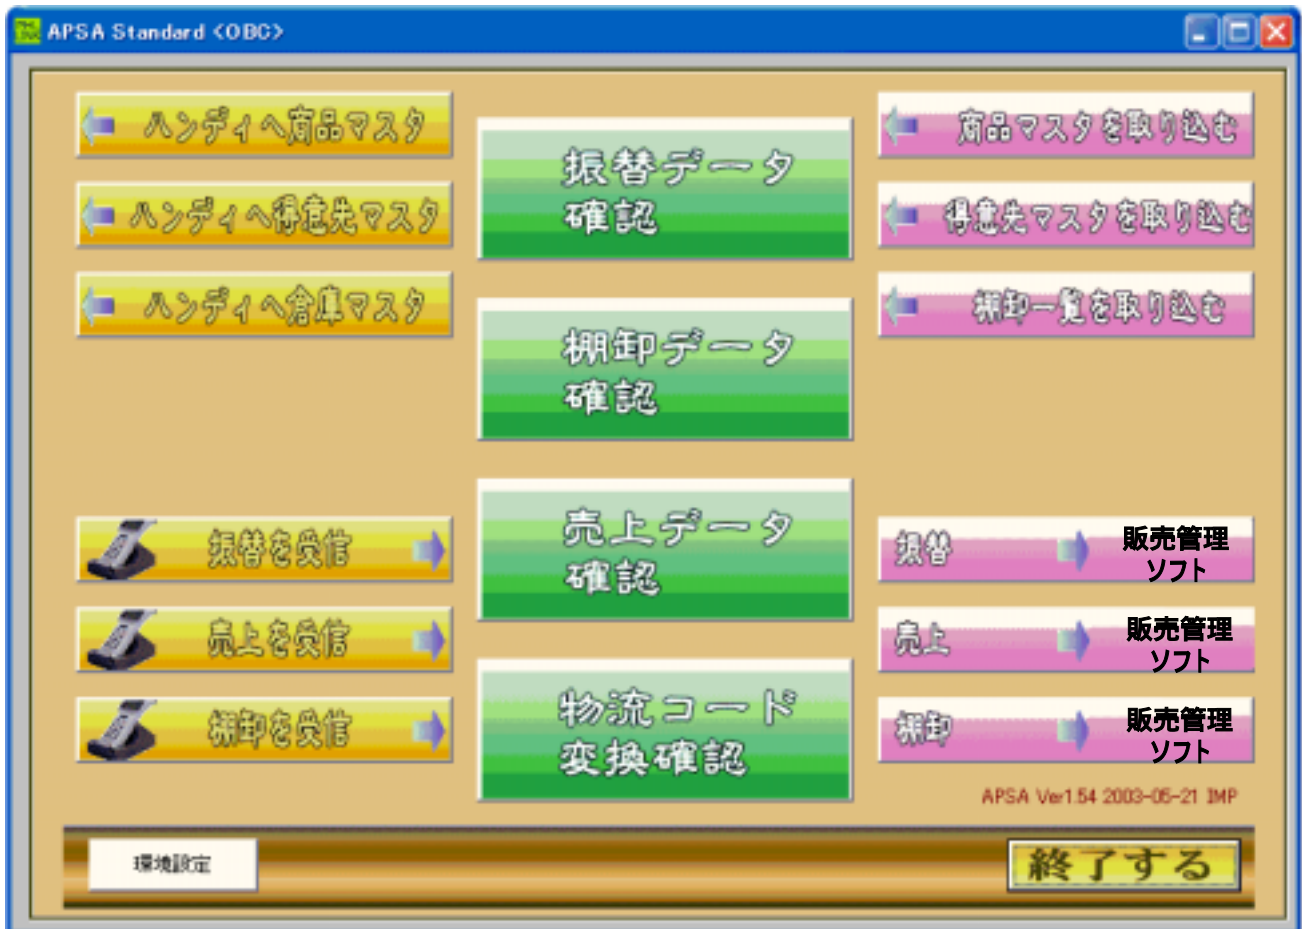 APSA Standard <OBC>
ハンディへ商品マスタ
ハンディへ得意先マスタ
ハンディへ倉庫マスタ
振替を受信
売上を受信
棚卸を受信
振替データ
確認
棚卸データ
確認
売上データ
確認
物流コード
変換確認
商品マスタを取り込む
得意先マスタを取り込む
棚卸一覧を取り込む
振替
販売管理
ソフト
売上
販売管理
ソフト
棚卸
販売管理
ソフト
APSA Ver1.54 2003-05-21 IMP
環境設定
終了する